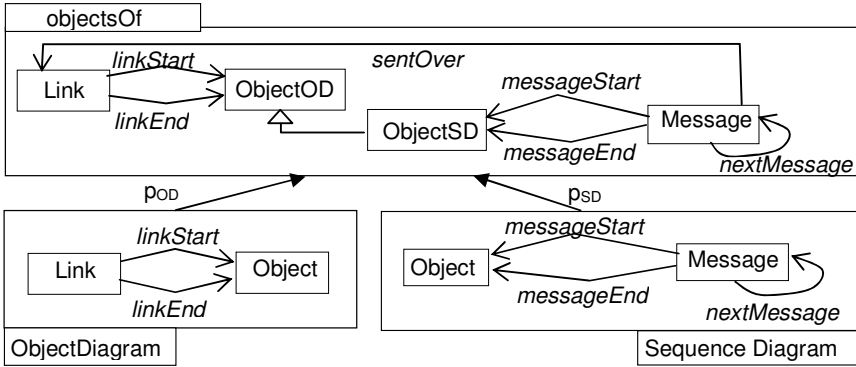 objectsOf
linkStart
sentOver
Link
ObjectOD
messageStart
linkEnd
ObjectSD
Message
messageEnd
nextMessage
pOD
pSD
linkStart
Link
Object
linkEnd
ObjectDiagram
messageStart
Object
Message
messageEnd
nextMessage
Sequence Diagram